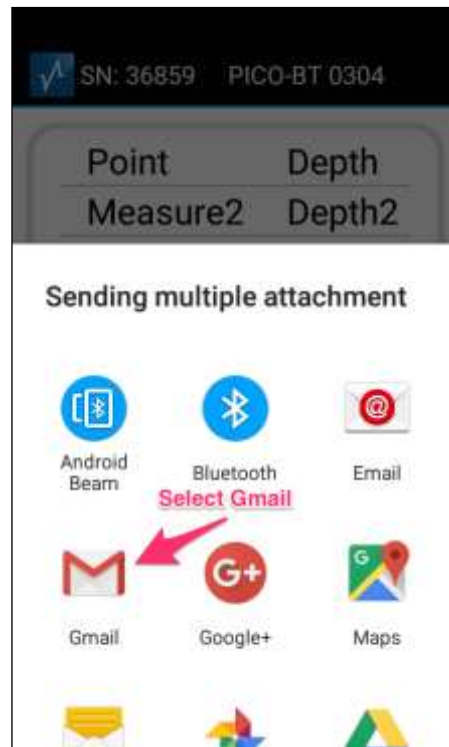 SN: 36859 PICO-BT 0304
Point Depth
Measure2 Depth2
Sending multiple attachment
Android
Beam
Bluetooth
Email
Select Gmail
Gmail
Google+
Maps